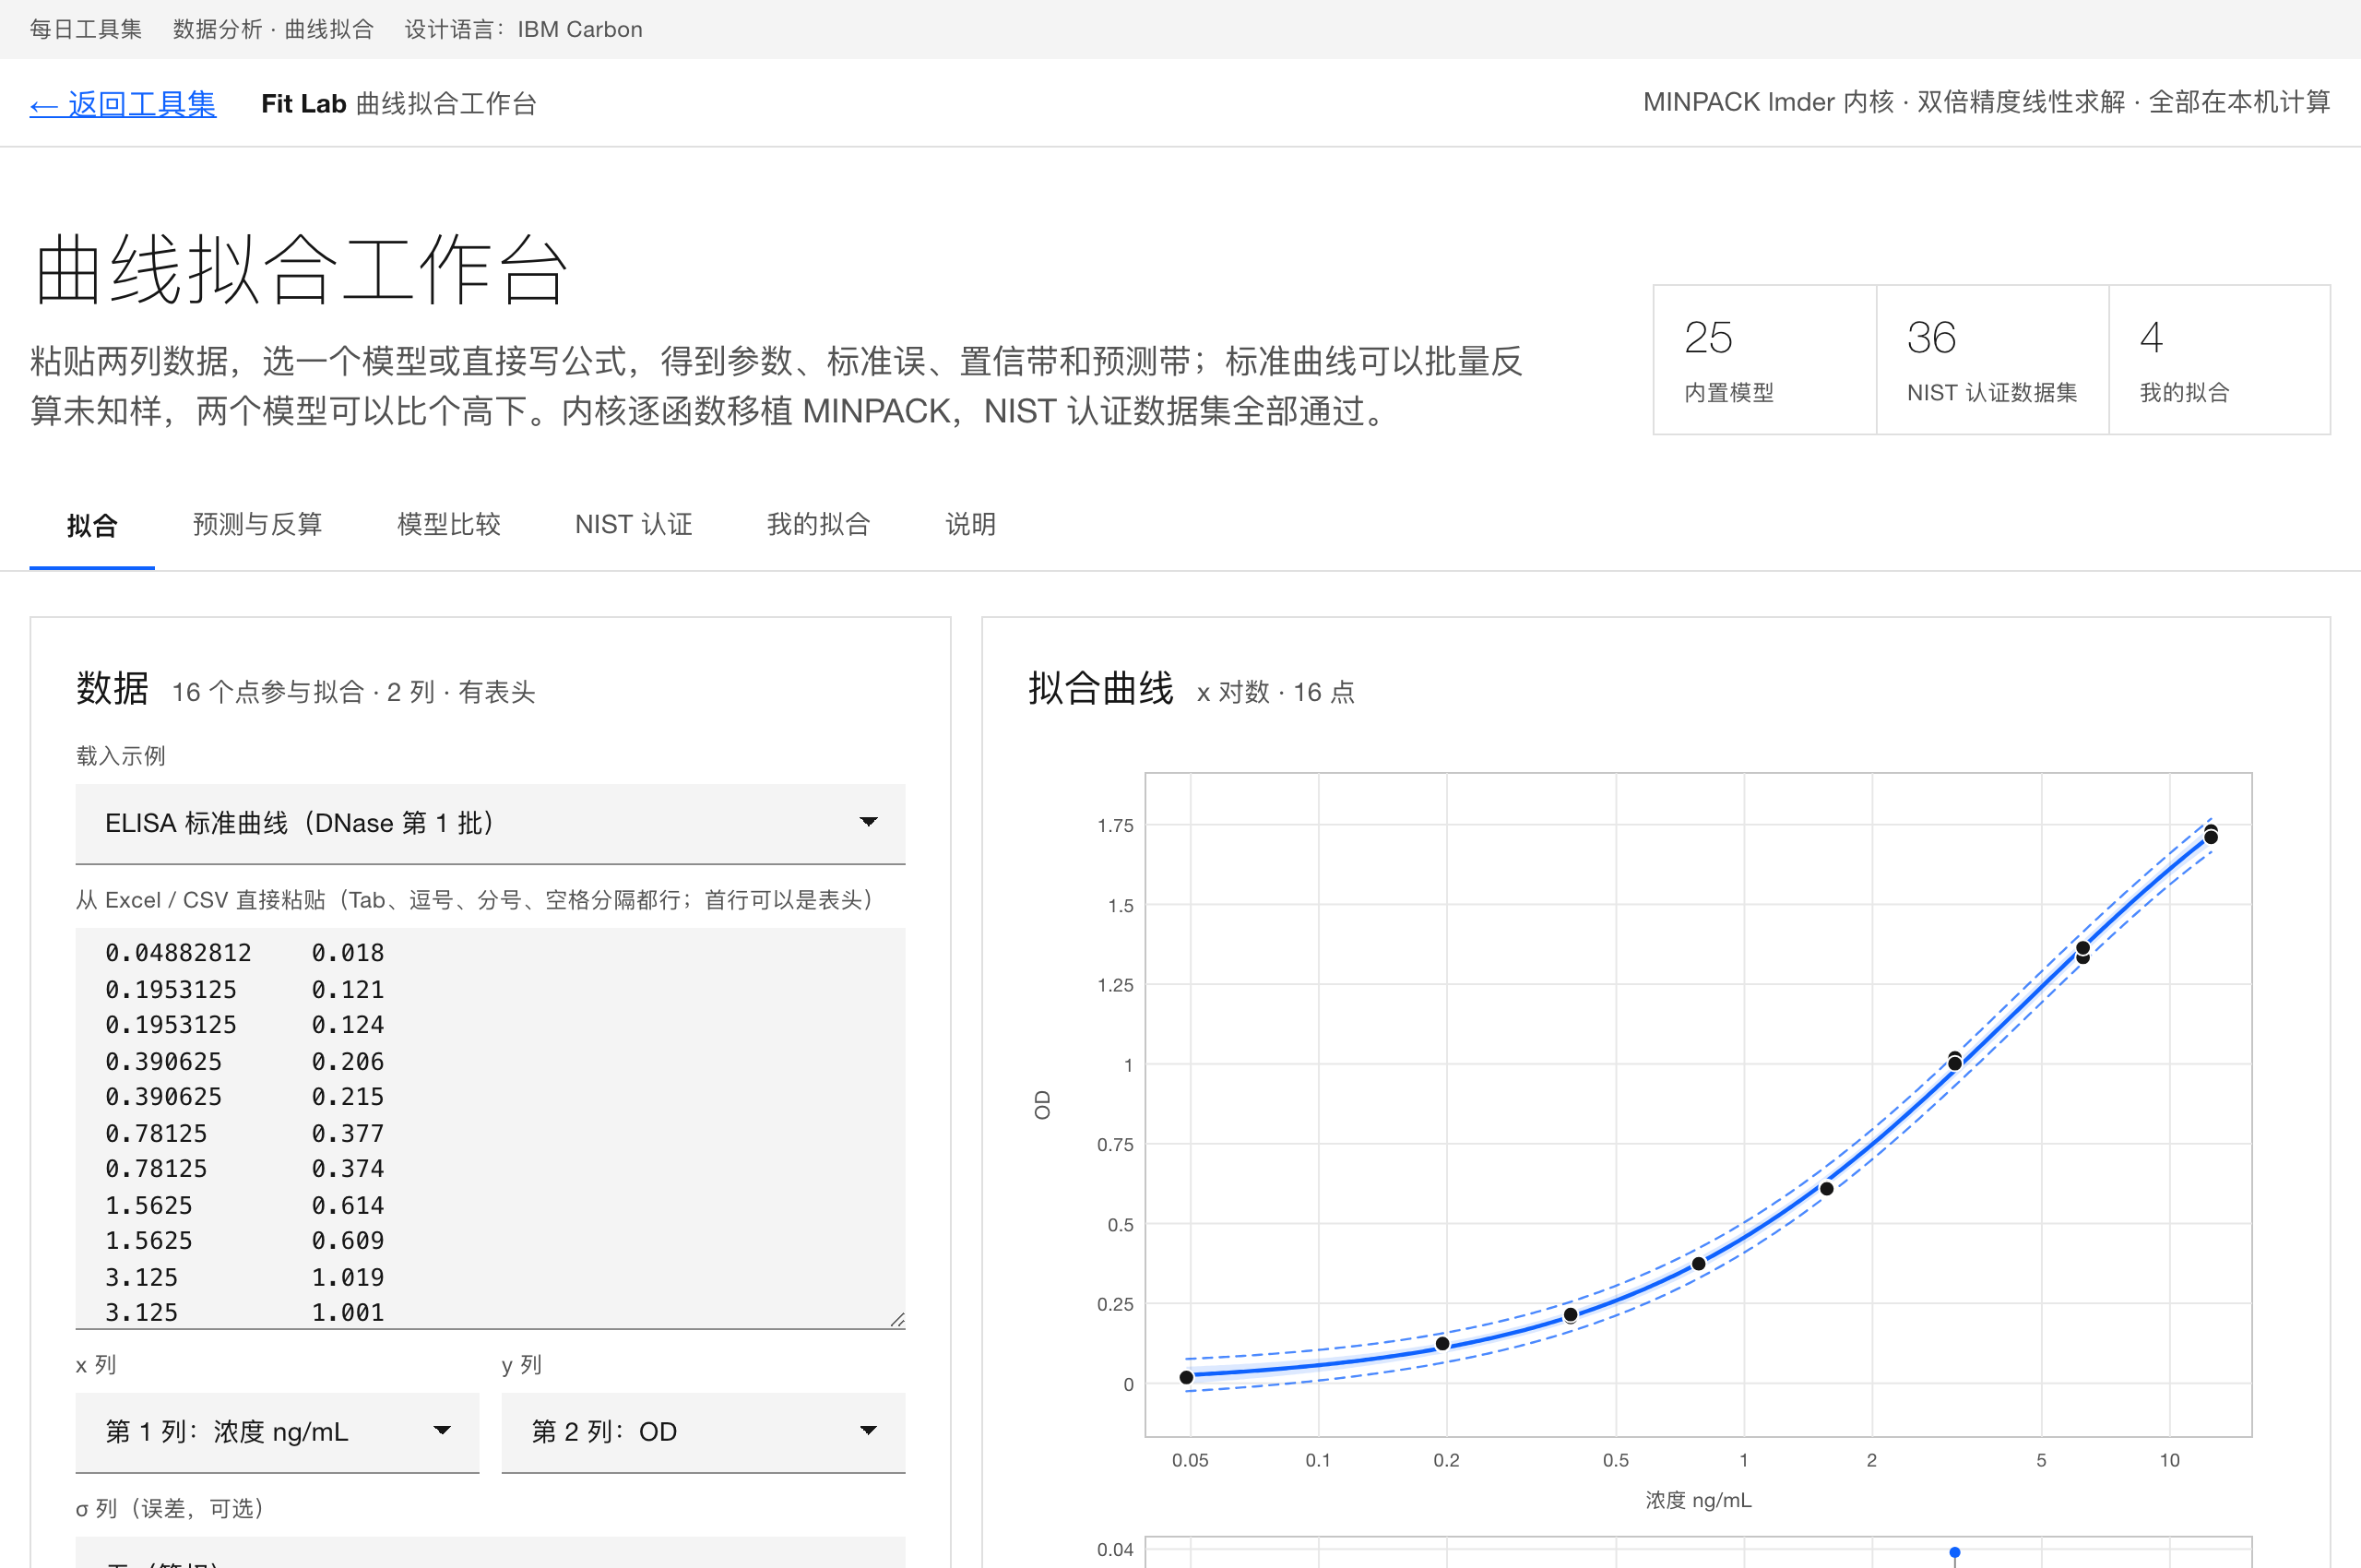 每日工具集 数据分析 · 曲线拟合 设计语言：IBM Carbon
← 返回工具集 Fit Lab 曲线拟合工作台 MINPACK lmder 内核 · 双倍精度线性求解 · 全部在本机计算
曲线拟合工作台
粘贴两列数据，选一个模型或直接写公式，得到参数、标准误、置信带和预测带；标准曲线可以批量反
算未知样，两个模型可以比个高下。内核逐函数移植 MINPACK，NIST 认证数据集全部通过。
25
内置模型
36
NIST 认证数据集
4
我的拟合
拟合 预测与反算 模型比较 NIST 认证 我的拟合 说明
数据 16 个点参与拟合 · 2 列 · 有表头
载入示例
ELISA 标准曲线（DNase 第 1 批）
从 Excel / CSV 直接粘贴（Tab、逗号、分号、空格分隔都行；首行可以是表头）
0.04882812 0.018
0.1953125 0.121
0.1953125 0.124
0.390625 0.206
0.390625 0.215
0.78125 0.377
0.78125 0.374
1.5625 0.614
1.5625 0.609
3.125 1.019
3.125 1.001
x 列 y 列
第 1 列：浓度 ng/mL 第 2 列：OD
σ 列（误差，可选）
拟合曲线 x 对数 · 16 点
1.75
1.5
1.25
1
0.75
0.5
0.25
0
OD
0.05 0.1 0.2 0.5 1 2 5 10
浓度 ng/mL
0.04